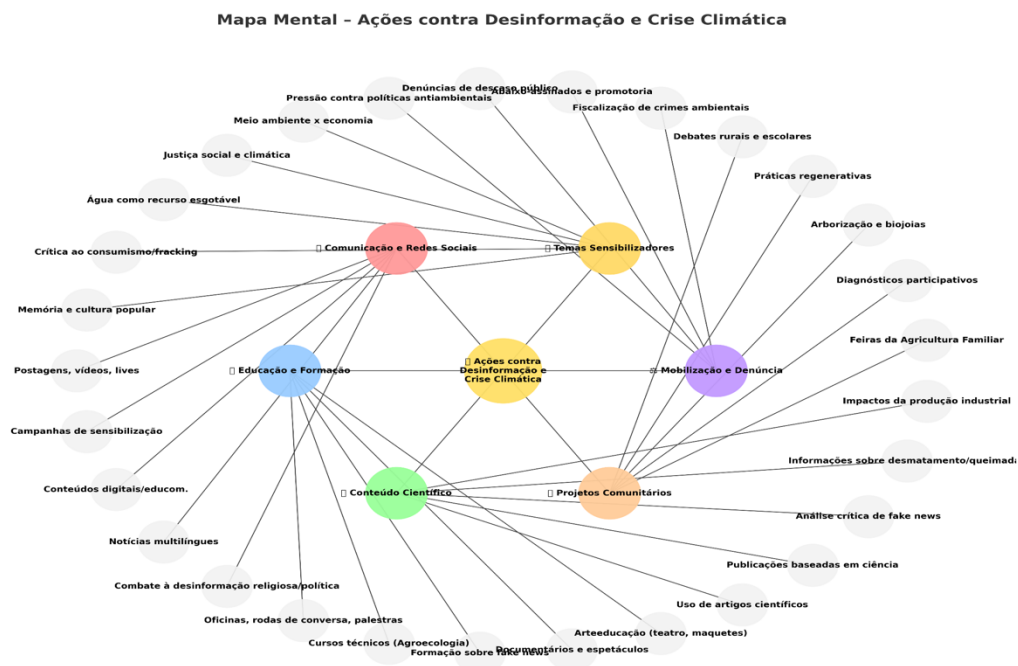 Mapa Mental – Ações contra Desinformação e Crise Climática
Denúncias de descaso público
Abaixo-assinados e promotoria
Pressão contra políticas antiambientais
Fiscalização de crimes ambientais
Meio ambiente x economia
Debates rurais e escolares
Justiça social e climática
Práticas regenerativas
Água como recurso esgotável
Arborização e biojoias
Crítica ao consumismo/fracking
Comunicação e Redes Sociais
Temas Sensibilizadores
Diagnósticos participativos
Memória e cultura popular
Feiras da Agricultura Familiar
Postagens, vídeos, lives
Educação e Formação
Ações contra
Desinformação e
Crise Climática
Mobilização e Denúncia
Impactos da produção industrial
Campanhas de sensibilização
Informações sobre desmatamento/queimada
Conteúdos digitais/educom.
Conteúdo Científico
Projetos Comunitários
Análise crítica de fake news
Notícias multilíngues
Publicações baseadas em ciência
Combate à desinformação religiosa/política
Uso de artigos científicos
Oficinas, rodas de conversa, palestras
Arteeducação (teatro, maquetes)
Cursos técnicos (Agroecologia)
Documentários e espetáculos
Formação sobre fake news